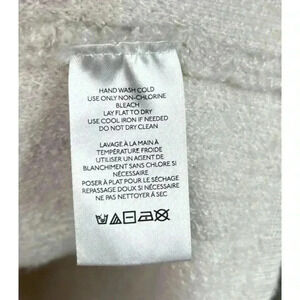 HAND WASH COLD
USE ONLY NON-CHLORINE
BLEACH
LAY FLAT TO DRY
USE COOL IRON IF NEEDED
DO NOT DRY CLEAN
LAVAGE À LA MAIN À
TEMPÉRATURE FROIDE
UTILISER UN AGENT DE
BLANCHIMENT SANS CHLORE SI
NÉCESSAIRE
POSER À PLAT POUR LE SÉCHAGE
REPASSAGE DOUX SI NÉCESSAIRE
NE PAS NETTOYER À SEC